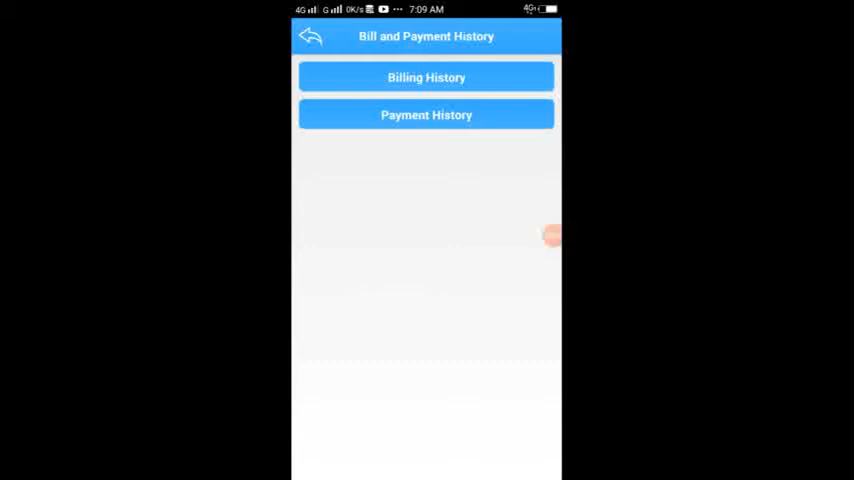 4G G 0K/s ... 7:09 AM 4G
Bill and Payment History
Billing History
Payment History